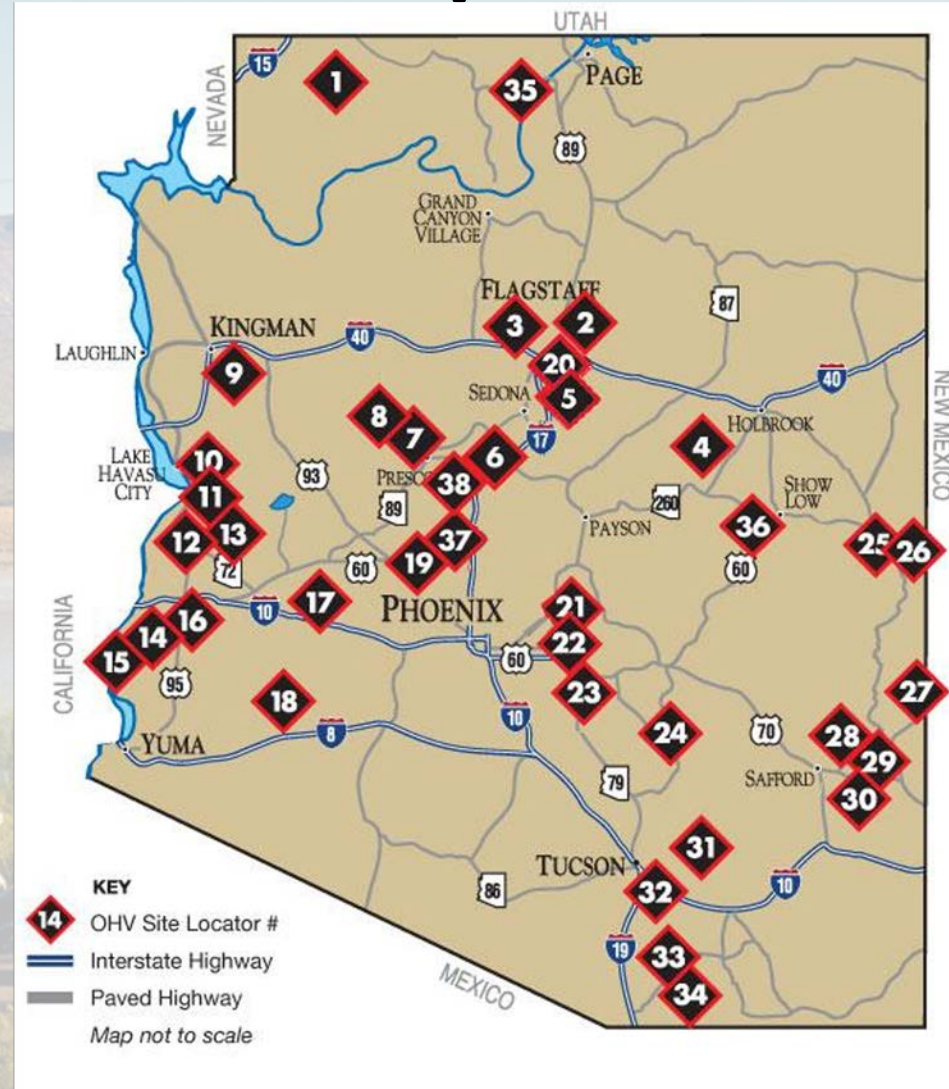 UTAH
15
1
35
PAGE
NEVADA
89
GRAND
CANYON
VILLAGE
FLAGSTAFF
87
3
2
KINGMAN
40
LAUGHLIN
9
20
40
SEDONA
5
NEW MEXICO
8
7
17
HOLBROOK
4
LAKE
HAVASU
CITY
10
6
93
38
11
89
260
SHOW
LOW
PAYSON
36
12
13
37
25
26
72
19
60
60
17
10
PHOENIX
21
16
14
22
CALIFORNIA
15
60
95
23
27
18
10
24
70
28
8
YUMA
29
SAFFORD
79
30
31
TUCSON
32
10
86
KEY
14 OHV Site Locator #
Interstate Highway
Paved Highway
Map not to scale
19
33
MEXICO
34